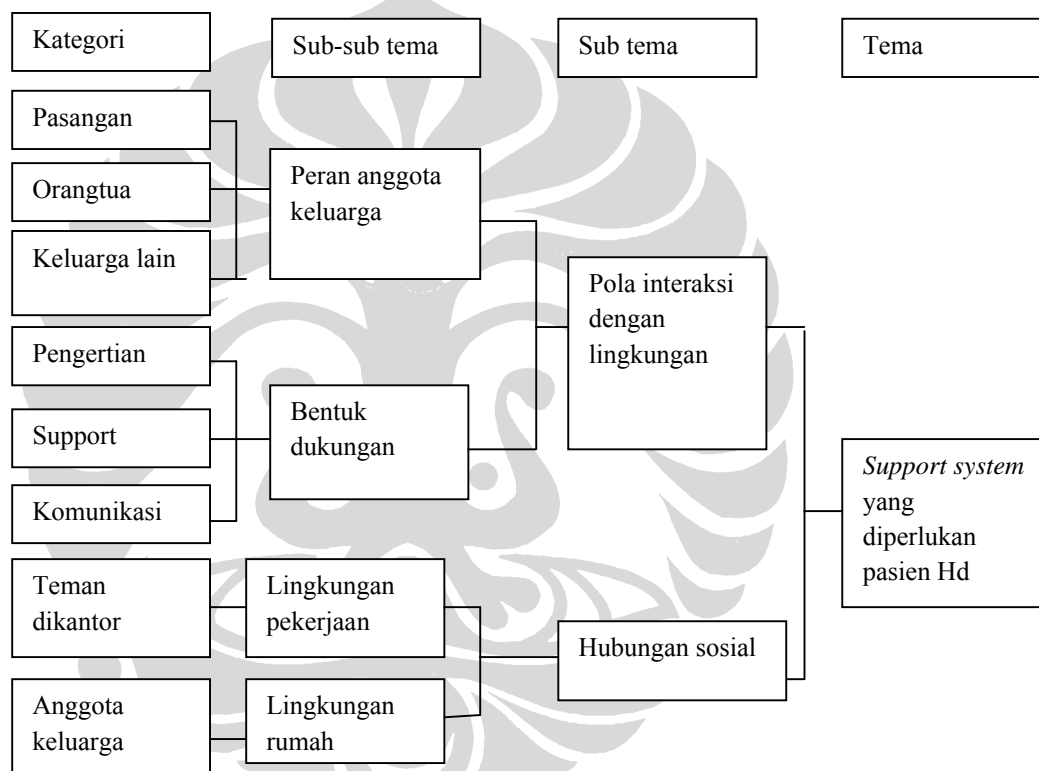 Kategori
Sub-sub tema
Sub tema
Tema
Pasangan
Orangtua
Keluarga lain
Peran anggota
keluarga
Pengertian
Support
Komunikasi
Bentuk
dukungan
Pola interaksi
dengan
lingkungan
Teman
dikantor
Lingkungan
pekerjaan
Anggota
keluarga
Lingkungan
rumah
Hubungan sosial
Support system
yang
diperlukan
pasien Hd